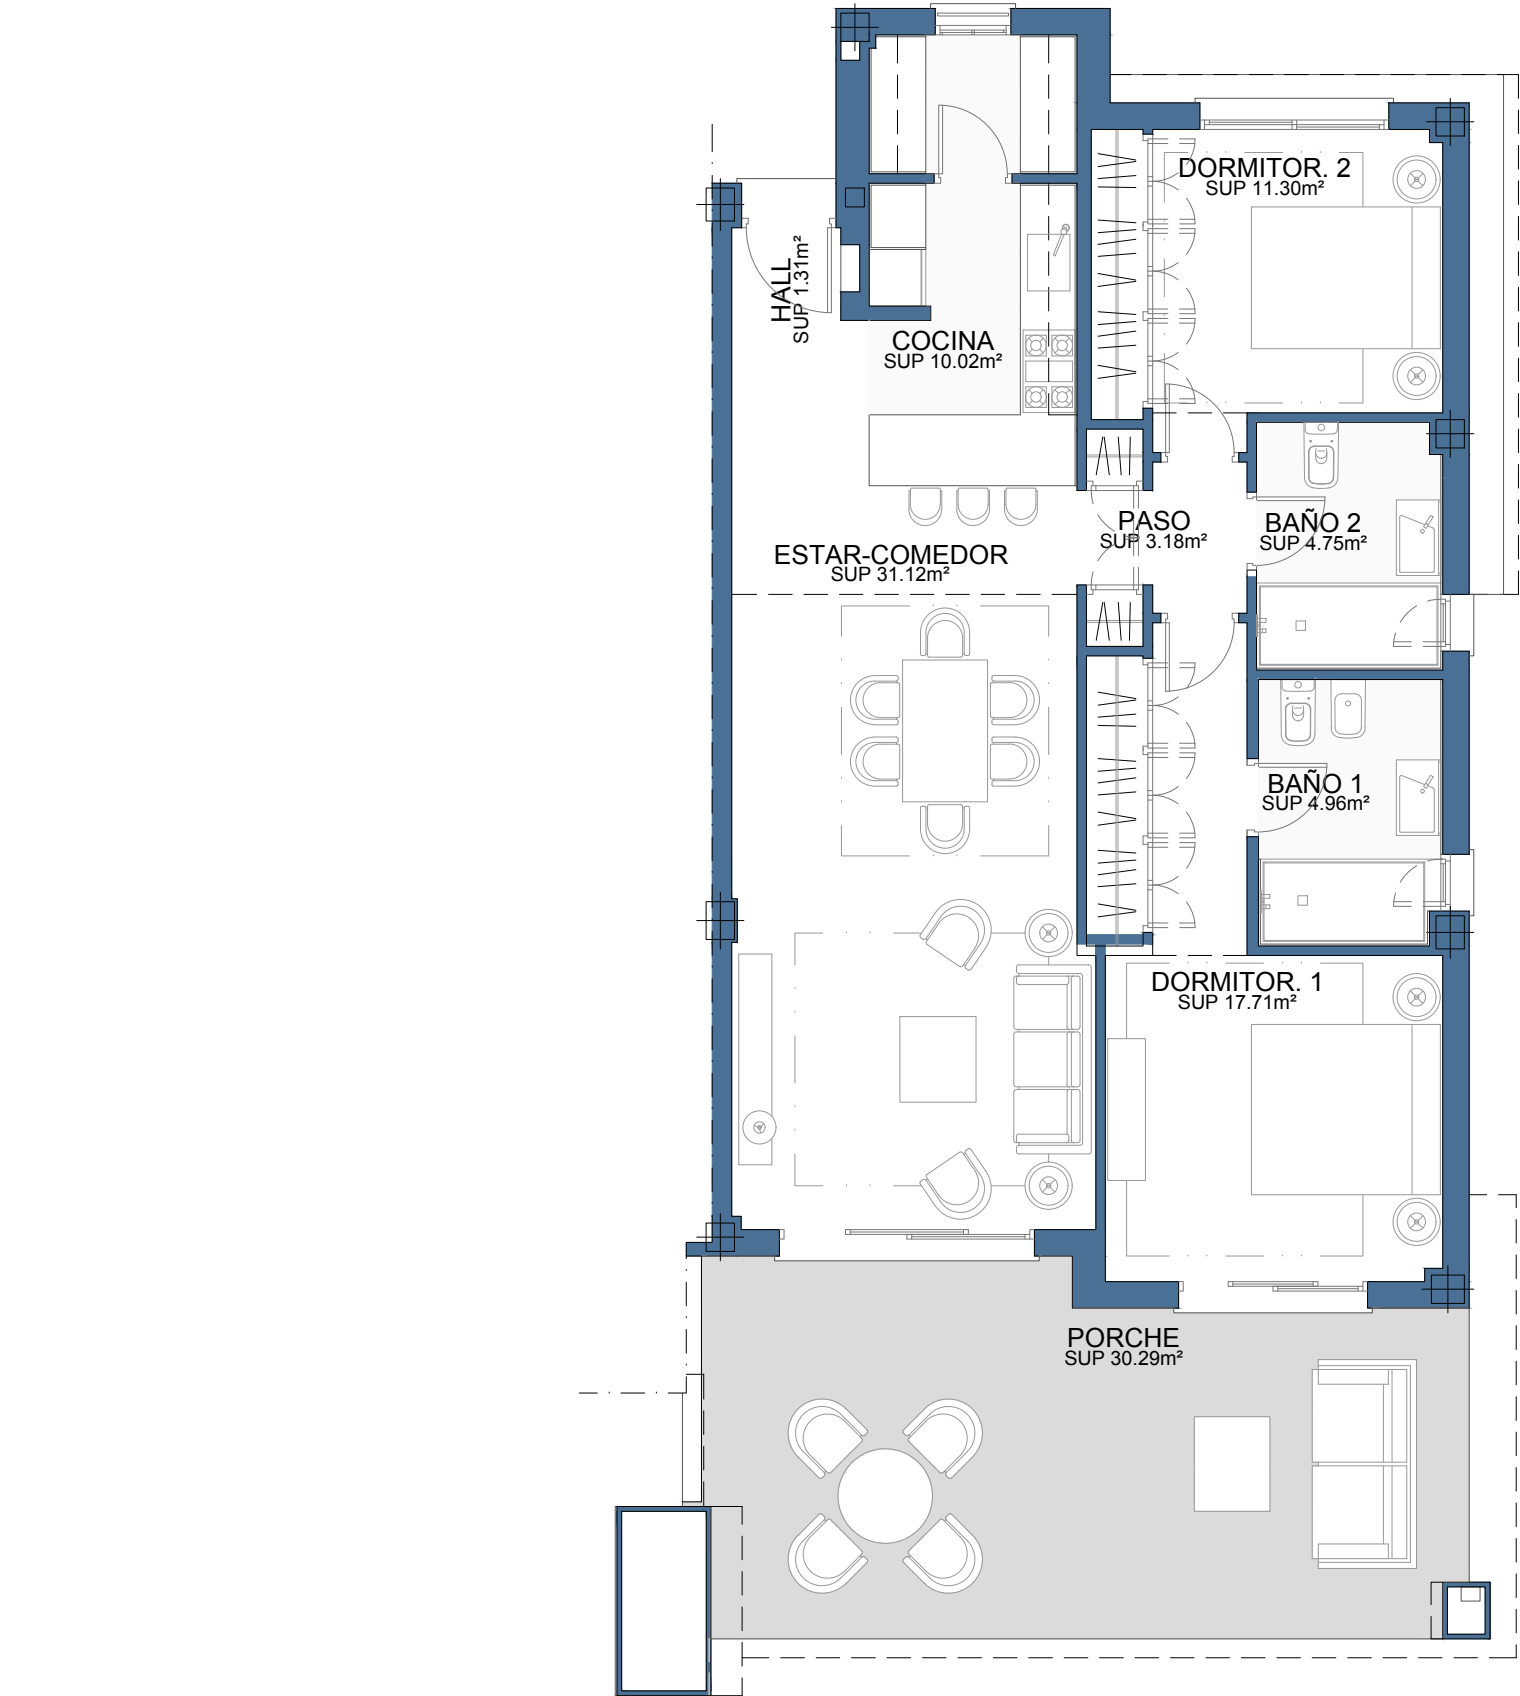 DORMITOR. 2
SUP 11.30m²
HALL
SUP 1.31m²
COCINA
SUP 10.02m²
PASO
SUP 3.18m²
BAÑO 2
SUP 4.75m²
ESTAR-COMEDOR
SUP 31.12m²
BAÑO 1
SUP 4.96m²
DORMITOR. 1
SUP 17.71m²
PORCHE
SUP 30.29m²